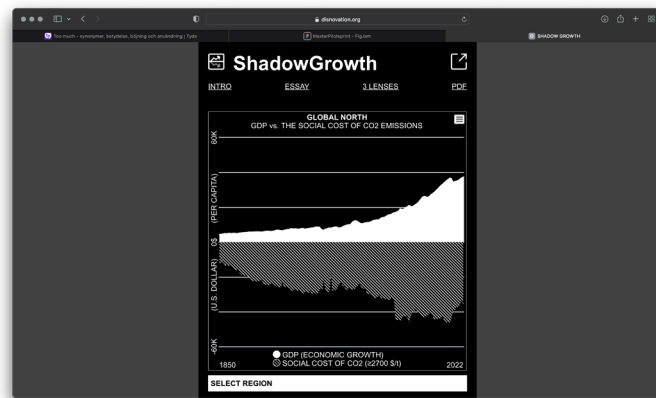 disnovation.org
Too much - synonymer, betydelse, böjning och användning | Tyda
MasterPilotsprint – FigJam
SHADOW GROWTH
ShadowGrowth
INTRO ESSAY 3 LENSES PDF
GLOBAL NORTH
GDP vs. THE SOCIAL COST OF CO2 EMISSIONS
60K
(PER CAPITA)
0$
(U.S. DOLLAR)
-60K
GDP (ECONOMIC GROWTH)
SOCIAL COST OF CO2 (≥2700 $/t)
1850 2022
SELECT REGION